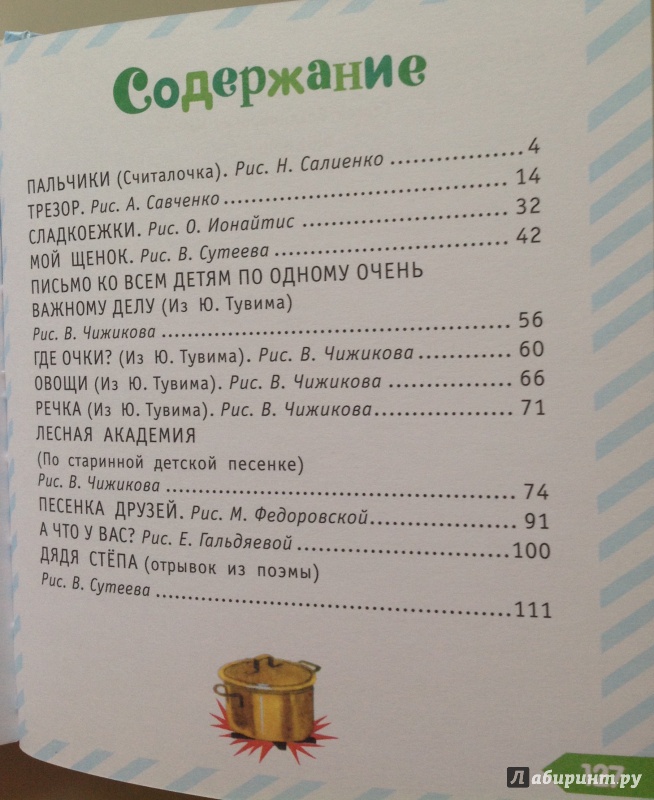 Содержание
ПАЛЬЧИКИ (Считалочка). Рис. Н. Салиенко .................. 4
ТРЕЗОР. Рис. А. Савченко .................. 14
СЛАДКОЕЖКИ. Рис. О. Ионайтис .................. 32
МОЙ ЩЕНОК. Рис. В. Сутеева .................. 42
ПИСЬМО КО ВСЕМ ДЕТЯМ ПО ОДНОМУ ОЧЕНЬ
ВАЖНОМУ ДЕЛУ (Из Ю. Тувима)
Рис. В. Чижикова .................. 56
ГДЕ ОЧКИ? (Из Ю. Тувима). Рис. В. Чижикова .................. 60
ОВОЩИ (Из Ю. Тувима). Рис. В. Чижикова .................. 66
РЕЧКА (Из Ю. Тувима). Рис. В. Чижикова .................. 71
ЛЕСНАЯ АКАДЕМИЯ
(По старинной детской песенке)
Рис. В. Чижикова .................. 74
ПЕСЕНКА ДРУЗЕЙ. Рис. М. Федоровской .................. 91
А ЧТО У ВАС? Рис. Е. Гальдяевой .................. 100
ДЯДЯ СТЁПА (отрывок из поэмы)
Рис. В. Сутеева .................. 111
127
Лабиринт.ру